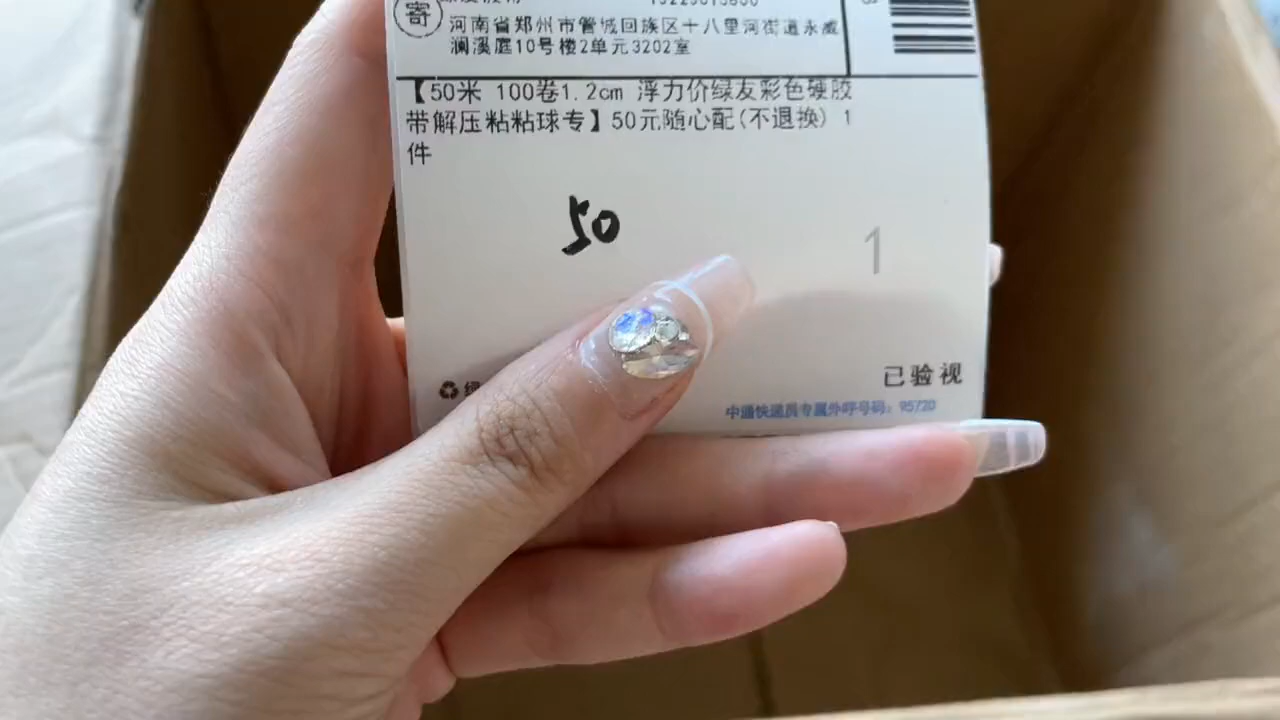 寄
河南省郑州市管城回族区十八里河街道永威
澜溪庭10号楼2单元3202室
【50米 100卷1.2cm 浮力价绿友彩色硬胶
带解压粘粘球专】50元随心配(不退换) 1
件
50
1
已验视
中通快递员专属外呼号码：95720